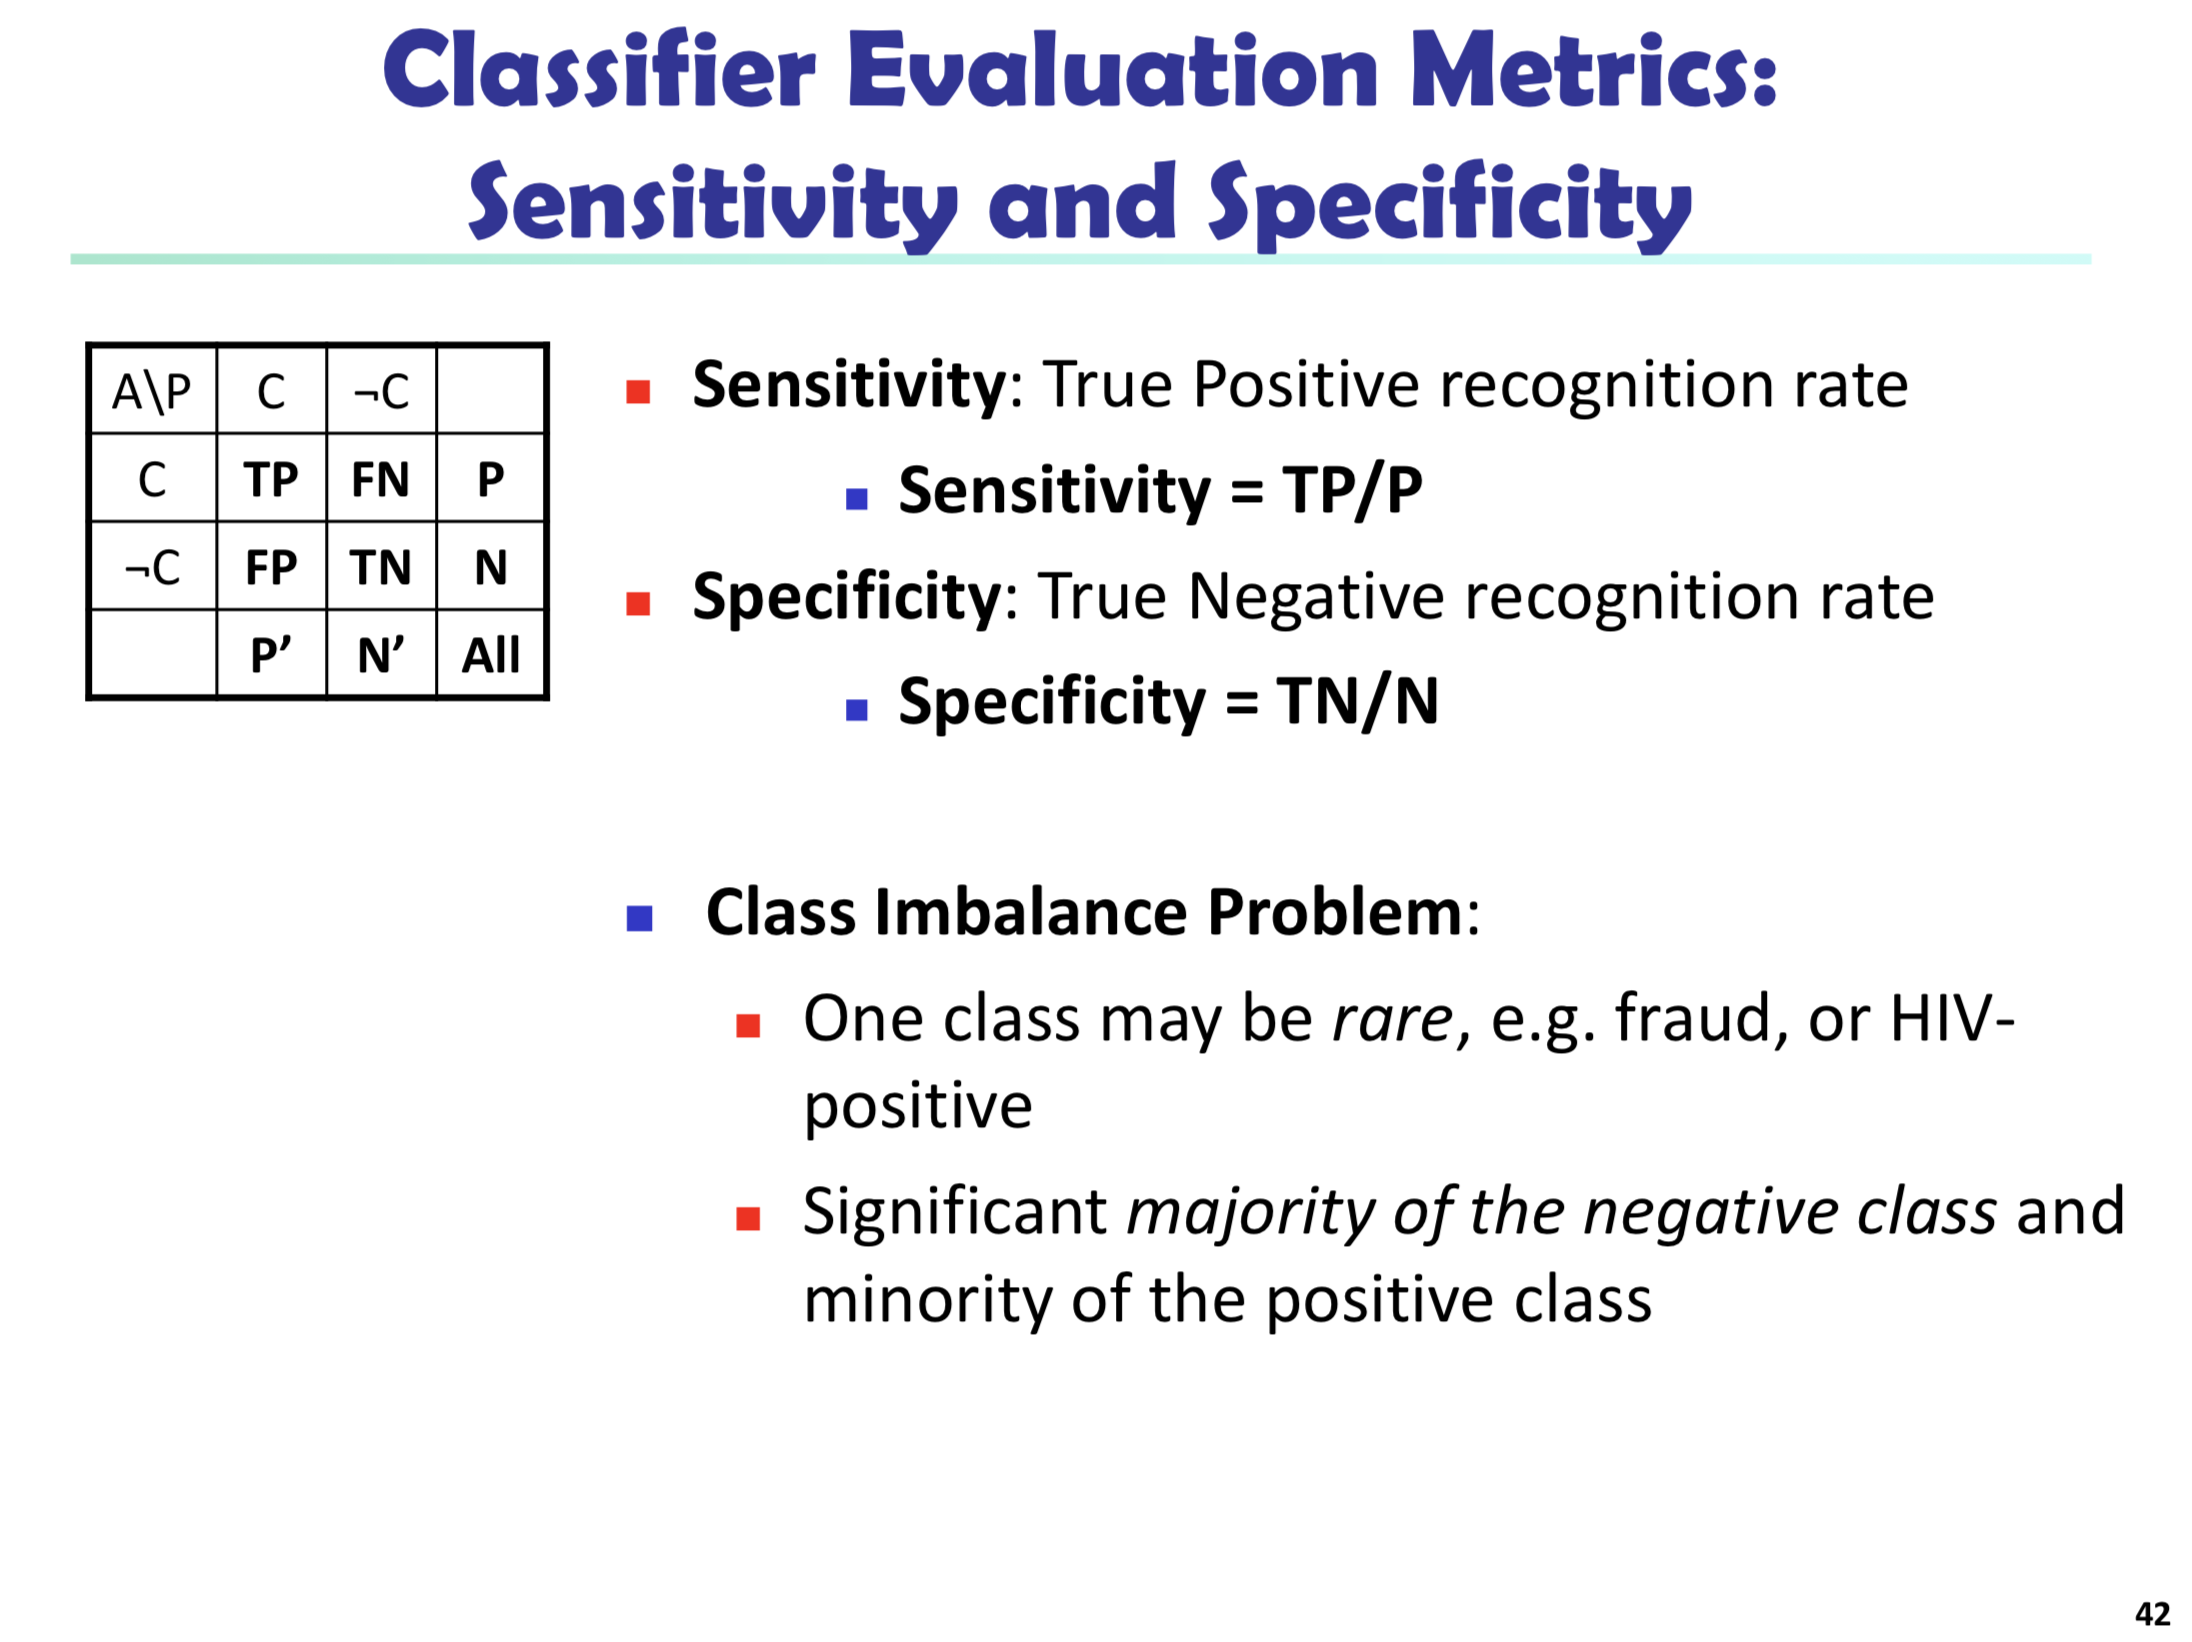 Classifier Evaluation Metrics:
Sensitivity and Specificity
A\P C ¬C
C TP FN P
¬C FP TN N
P’ N’ All
Sensitivity: True Positive recognition rate
Sensitivity = TP/P
Specificity: True Negative recognition rate
Specificity = TN/N
Class Imbalance Problem:
One class may be rare, e.g. fraud, or HIV-
positive
Significant majority of the negative class and
minority of the positive class
42